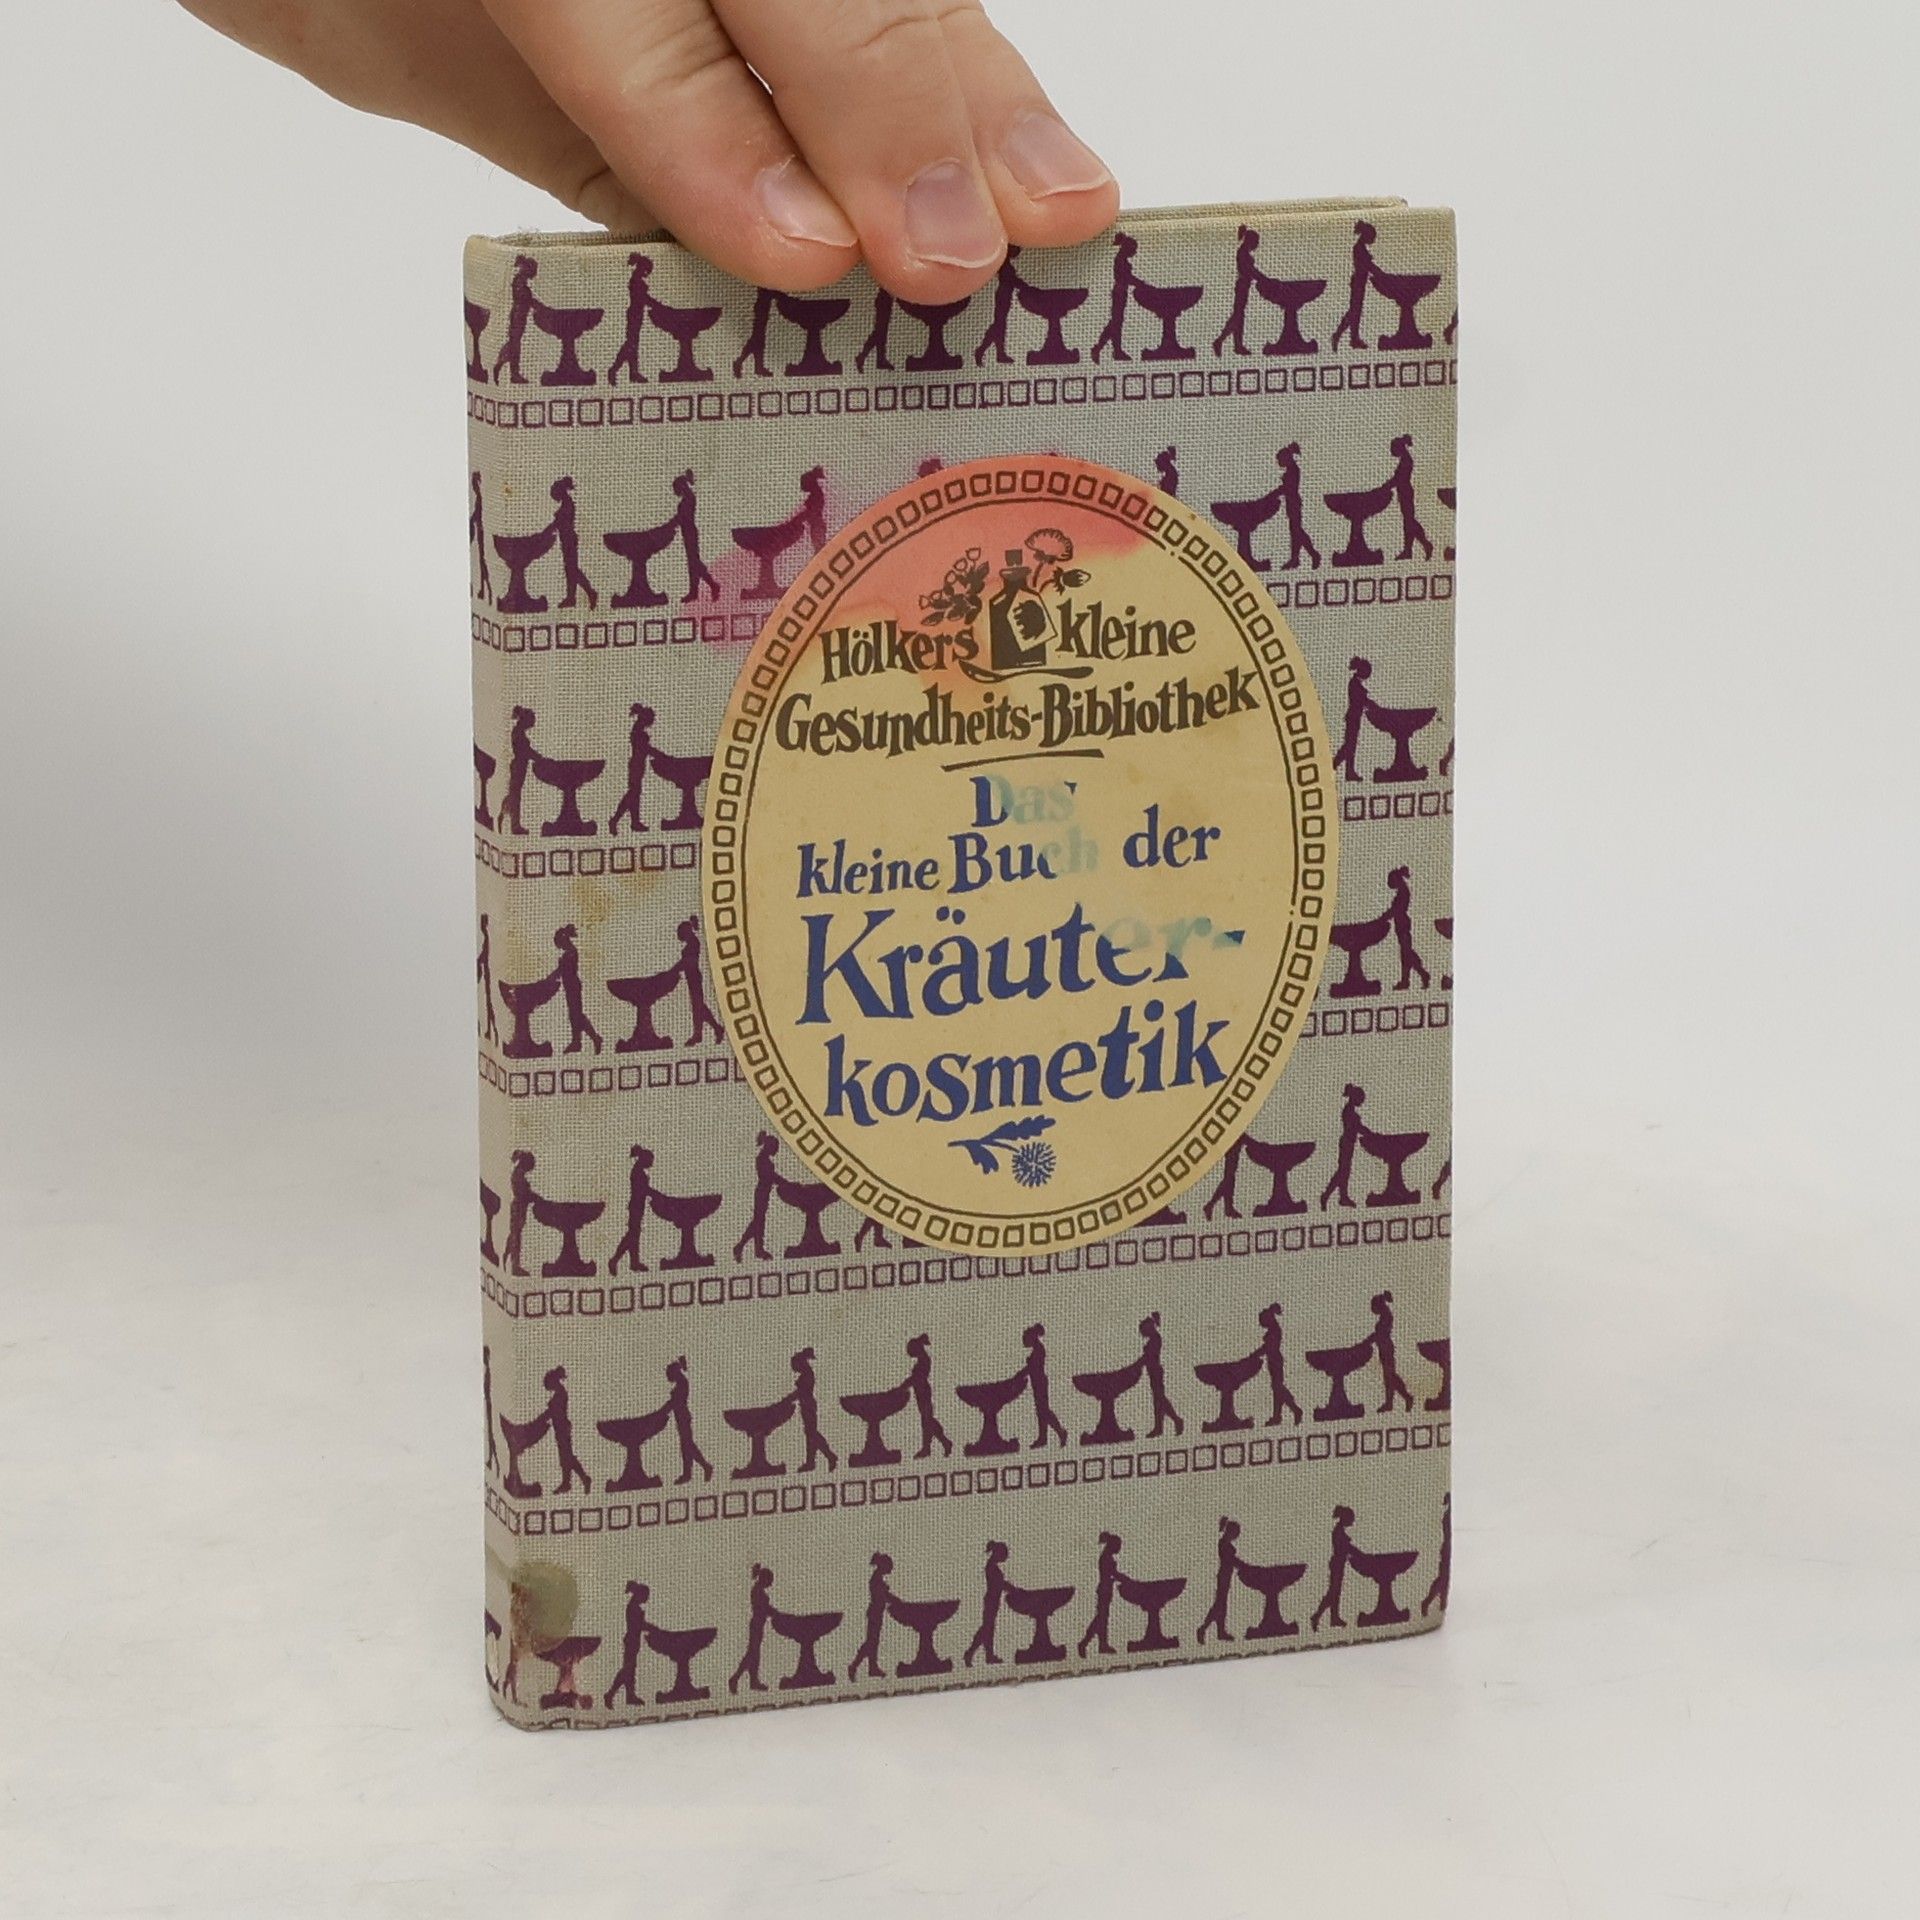 Hölkers kleine
Gesundheits-Bibliothek
Das
kleine Buch der
Kräuter-
kosmetik